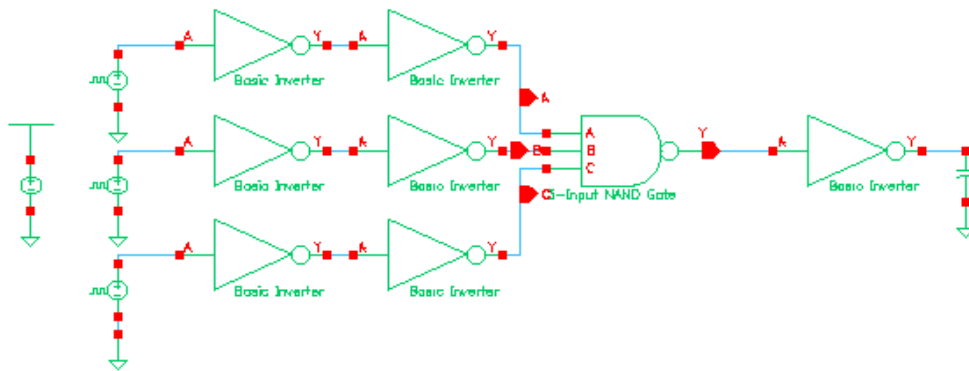 A Y A Y
Basic Inverter Basic Inverter
A
A Y A Y B A B C Y A Y
Basic Inverter Basic Inverter C 3-Input NAND Gate Basic Inverter
A Y A Y
Basic Inverter Basic Inverter